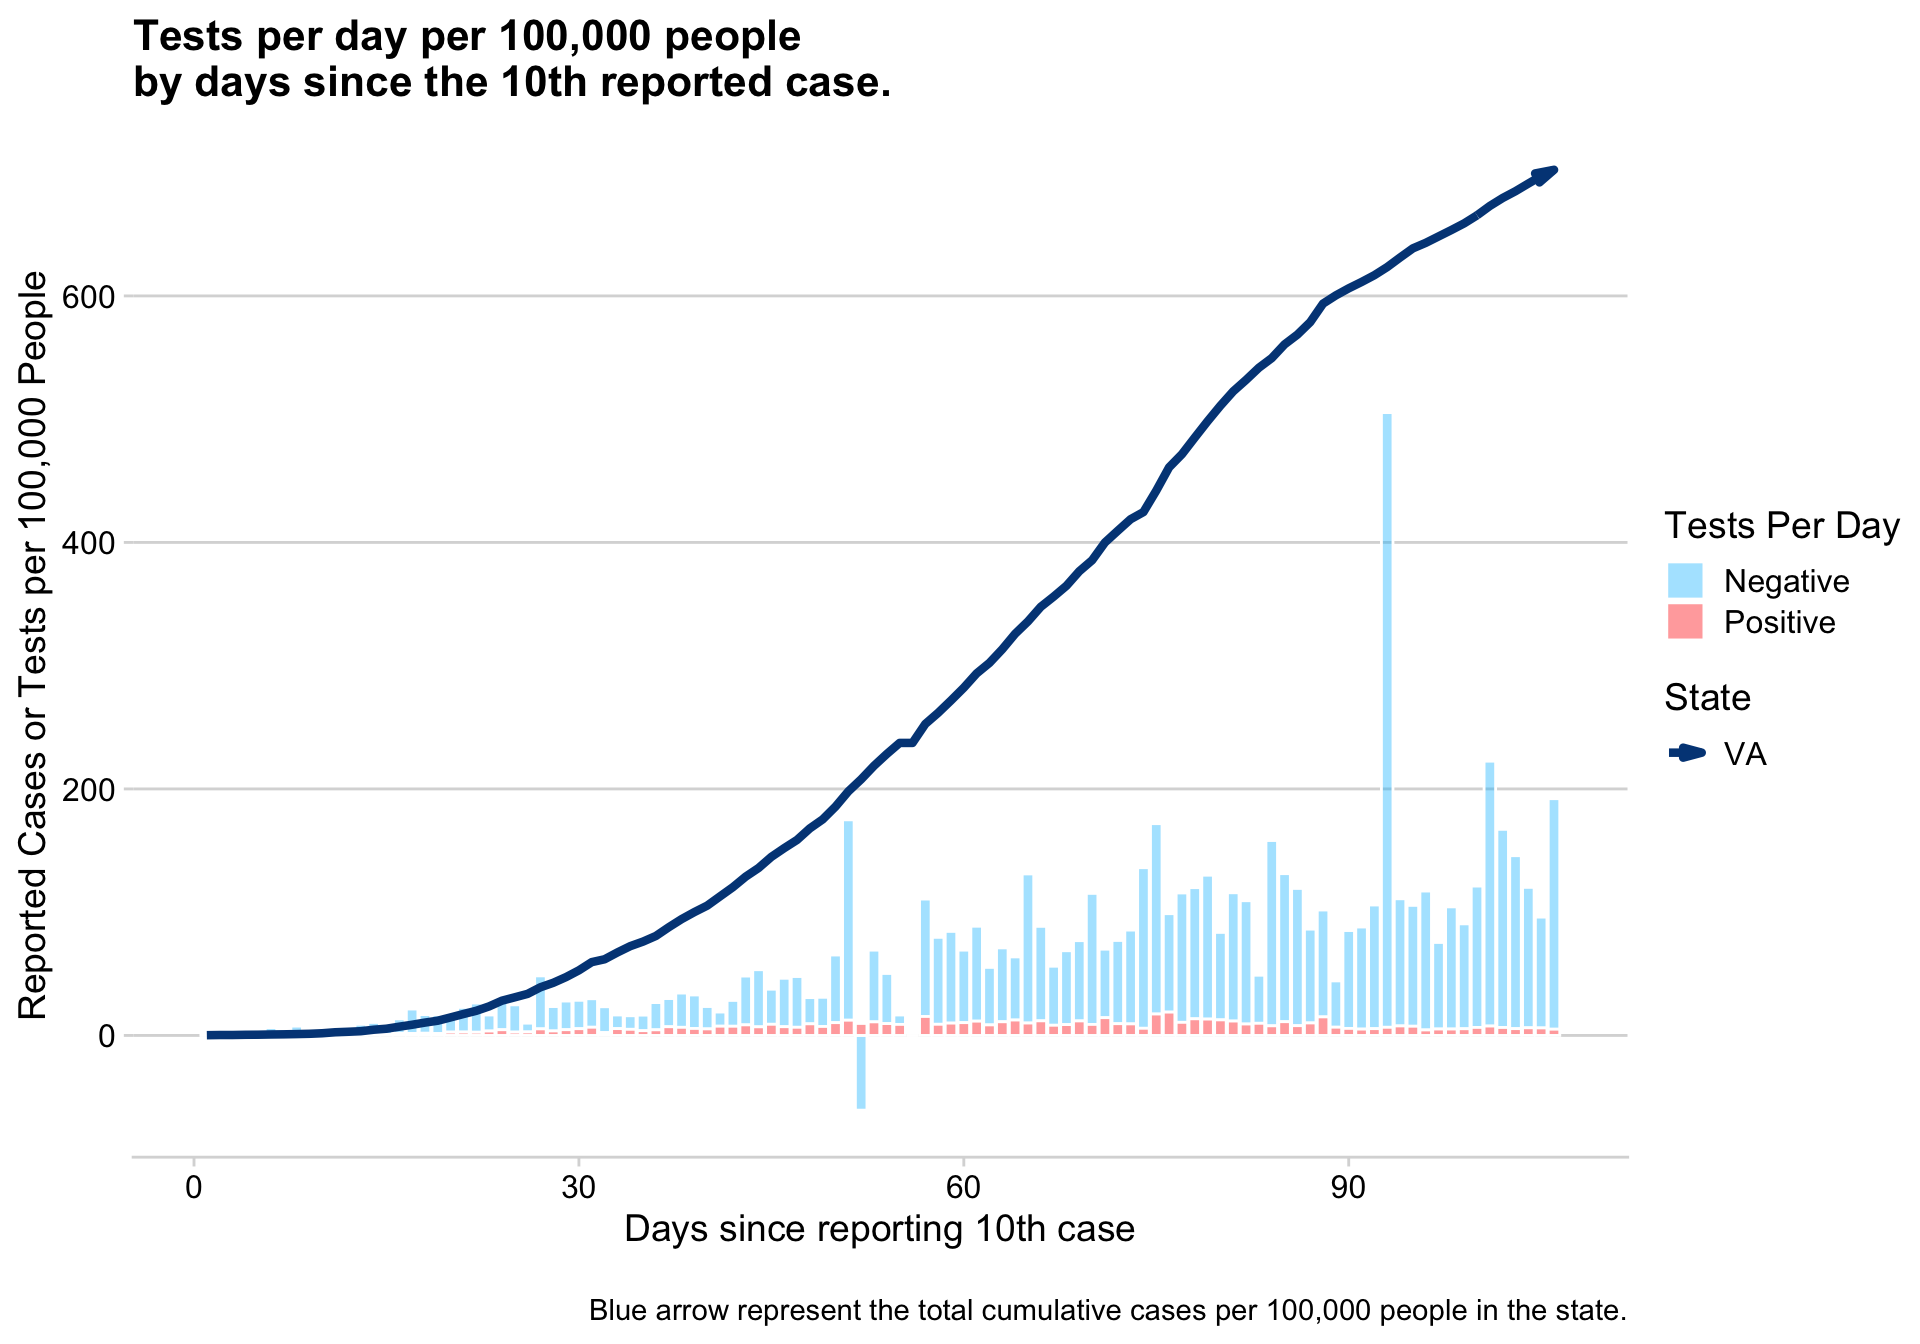 Tests per day per 100,000 people
by days since the 10th reported case.
Reported Cases or Tests per 100,000 People
600
400
200
0
0
30
60
90
Days since reporting 10th case
Tests Per Day
Negative
Positive
State
VA
Blue arrow represent the total cumulative cases per 100,000 people in the state.